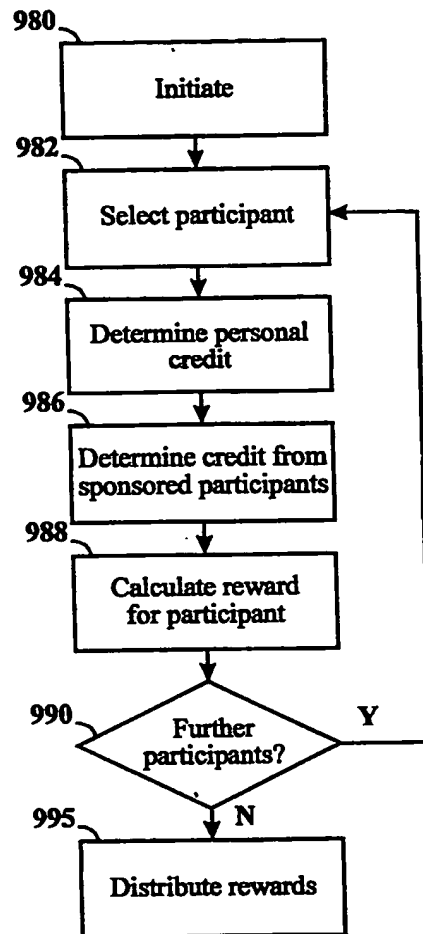 980
Initiate
982
Select participant
984
Determine personal
credit
986
Determine credit from
sponsored participants
988
Calculate reward
for participant
990
Further
participants?
Y
N
995
Distribute rewards